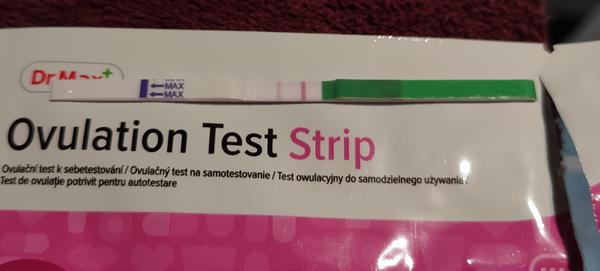 Dr.Max+
MAX
MAX
Ovulation Test Strip
Ovulační test k sebetestování / Ovulačný test na samotestovanie / Test owulacyjny do samodzielnego używania /
Test de ovulație potrivit pentru autotestare